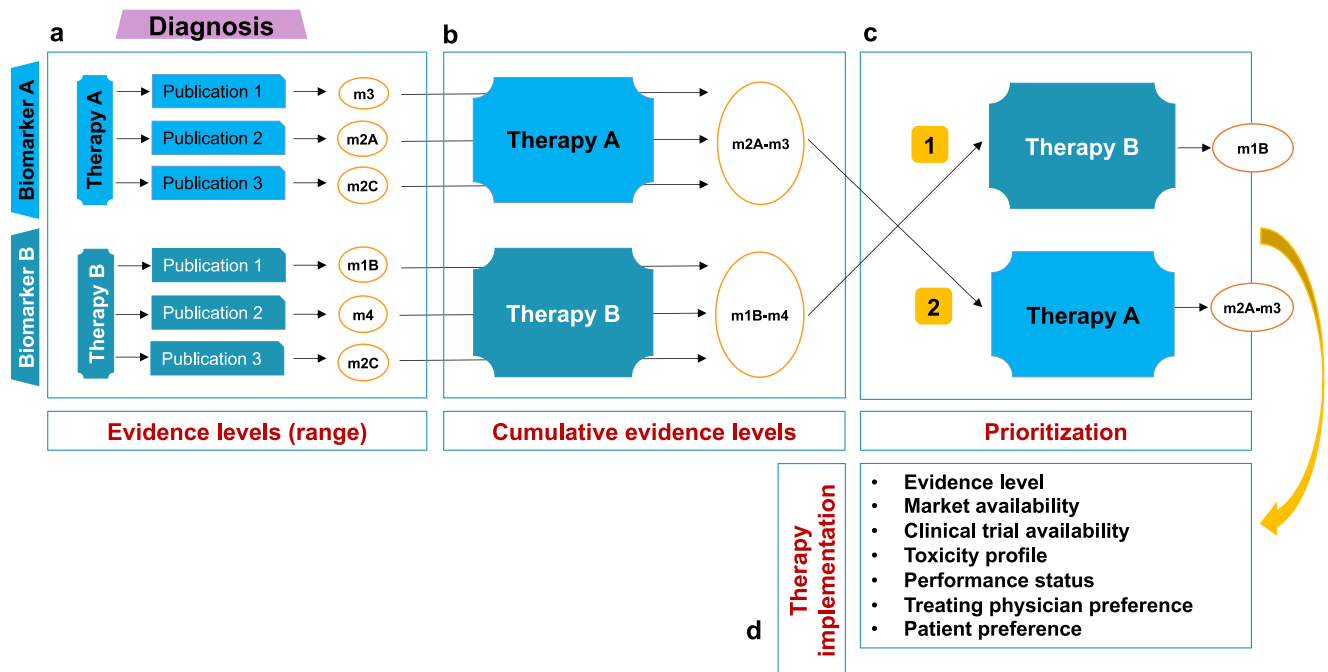 a
Diagnosis
b
c
Biomarker A
Therapy A
Publication 1
m3
Publication 2
m2A
Publication 3
m2C
Biomarker B
Therapy B
Publication 1
m1B
Publication 2
m4
Publication 3
m2C
Therapy A
m2A-m3
Therapy B
m1B-m4
1
Therapy B
m1B
2
Therapy A
m2A-m3
Evidence levels (range)
Cumulative evidence levels
Prioritization
d
Therapy
implementation
• Evidence level
• Market availability
• Clinical trial availability
• Toxicity profile
• Performance status
• Treating physician preference
• Patient preference